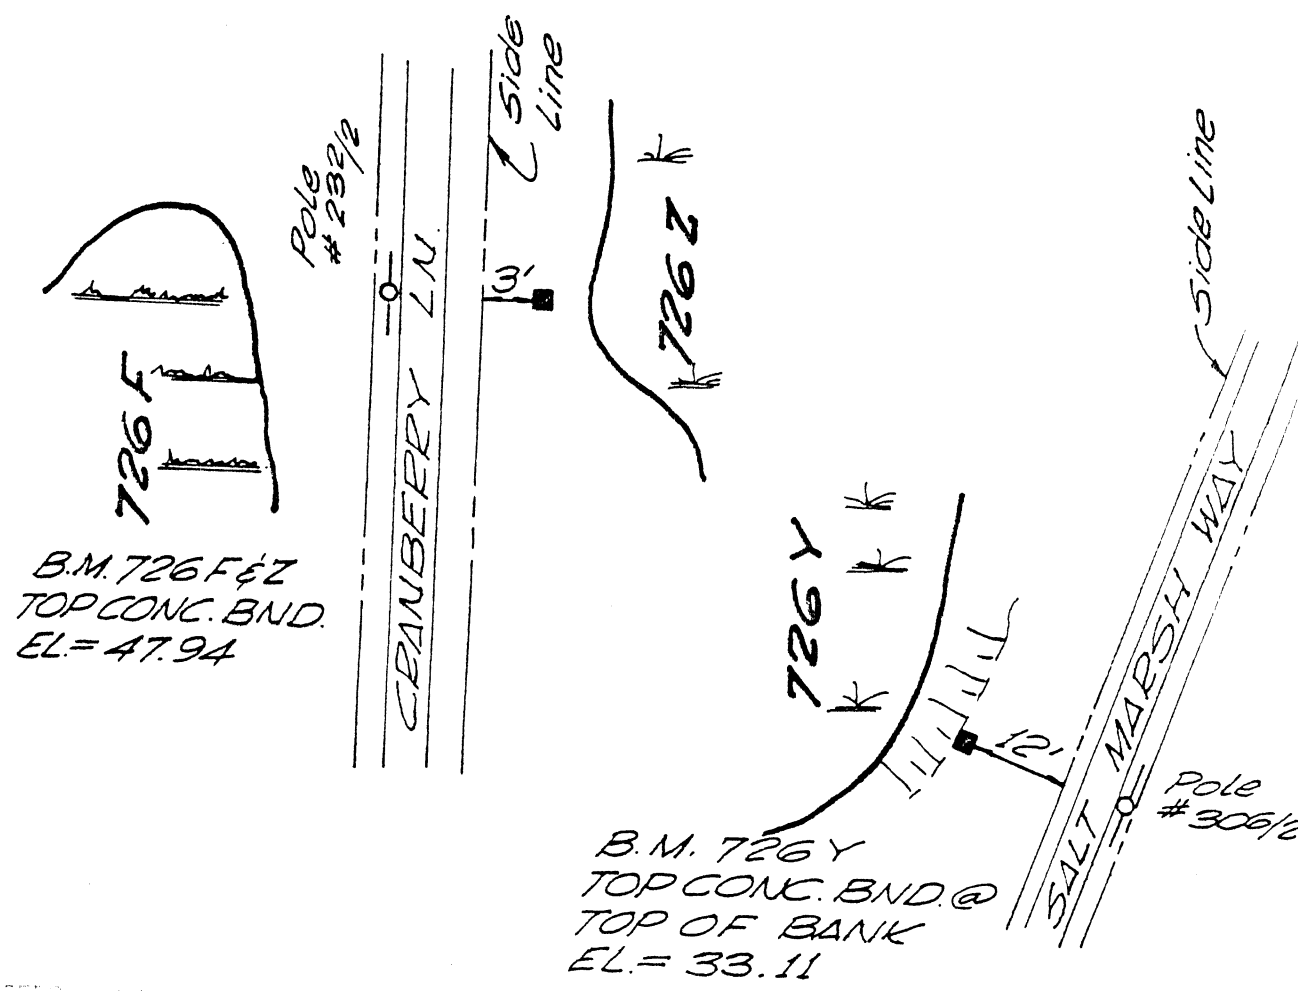 Side
Line
Pole
# 232/2
Side Line
3'
726 Z
726 F
CRANBERRY LN.
B.M. 726 F & Z
TOP CONC. BND.
EL. = 47.94
726 Y
SALT MARSH WAY
12'
Pole
# 306/2
B.M. 726 Y
TOP CONC. BND. @
TOP OF BANK
EL. = 33.11